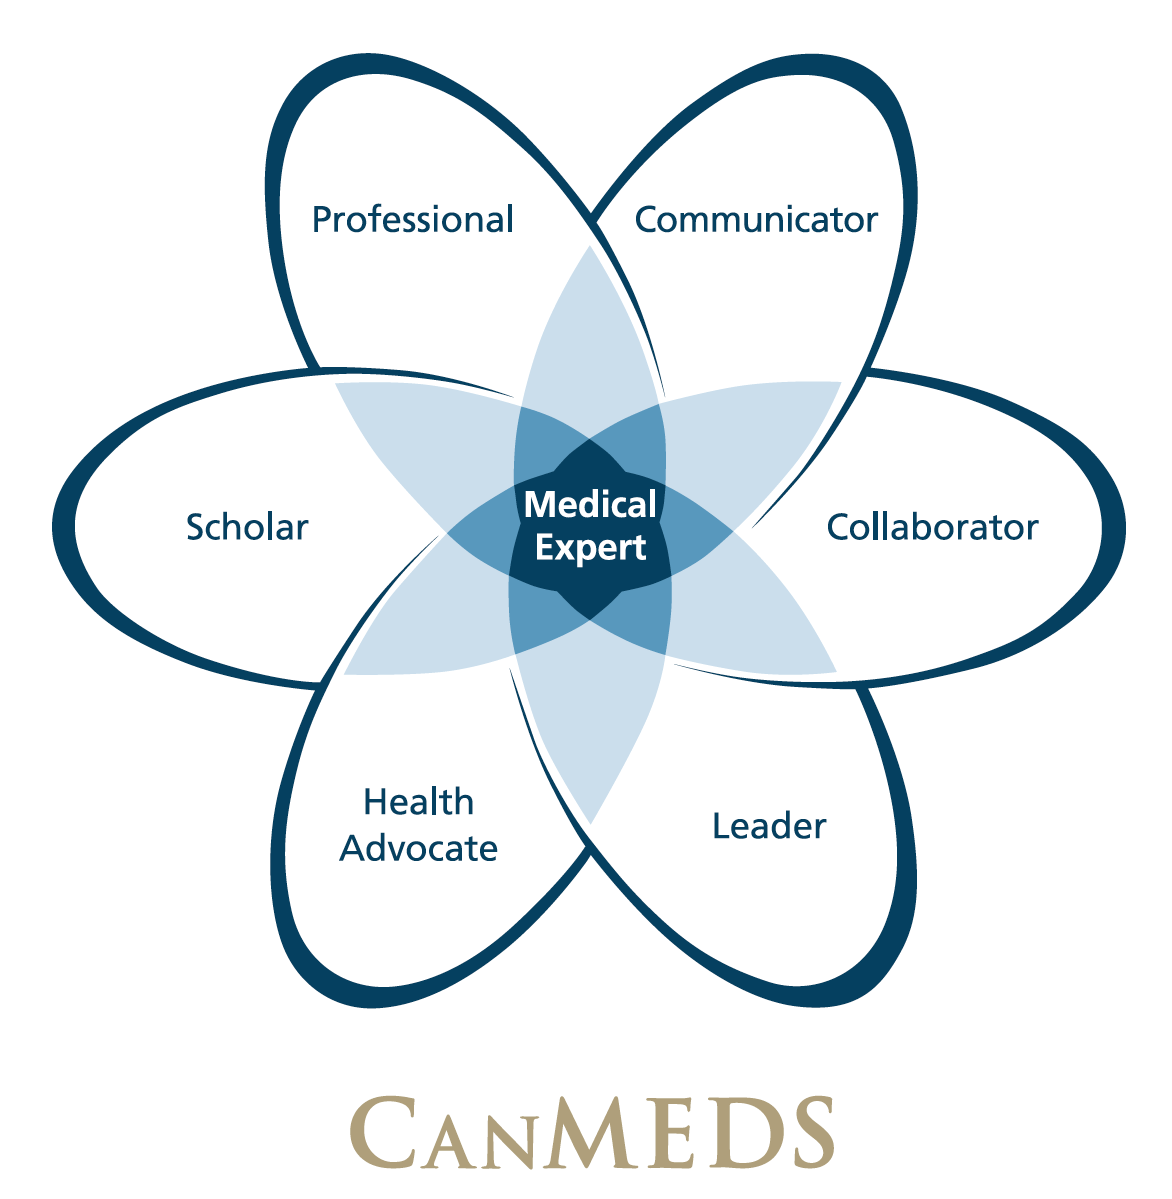 Professional
Communicator
Scholar
Medical
Expert
Collaborator
Health
Advocate
Leader
CANMEDS